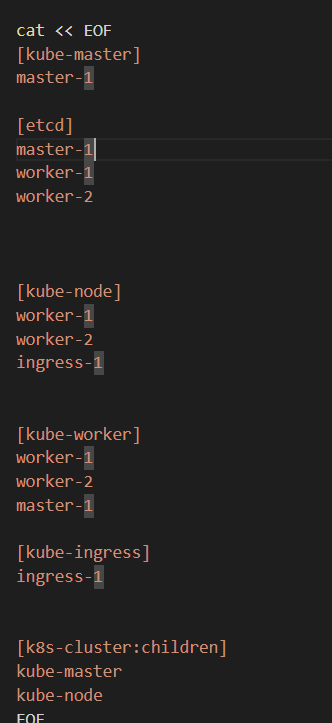 cat << EOF
[kube-master]
master-1
[etcd]
master-1
worker-1
worker-2
[kube-node]
worker-1
worker-2
ingress-1
[kube-worker]
worker-1
worker-2
master-1
[kube-ingress]
ingress-1
[k8s-cluster:children]
kube-master
kube-node
EOF